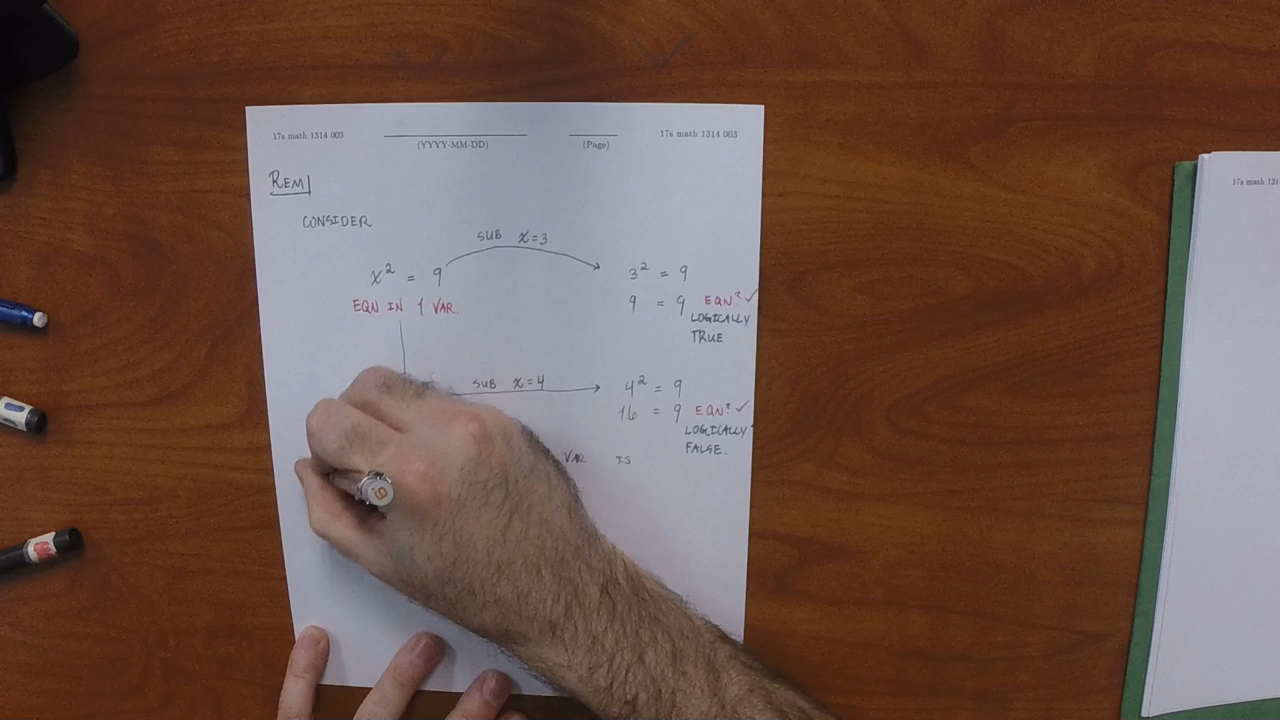 17s math 1314 003
(YYYY-MM-DD)
(Page)
17s math 1314 003
REM
CONSIDER
SUB x=3
x² = 9
3² = 9
EQN IN 1 VAR.
9 = 9 EQN? ✓
LOGICALLY
TRUE
SUB x=4
4² = 9
16 = 9 EQN? ✓
LOGICALLY
FALSE.
VAR IS
17s math 131